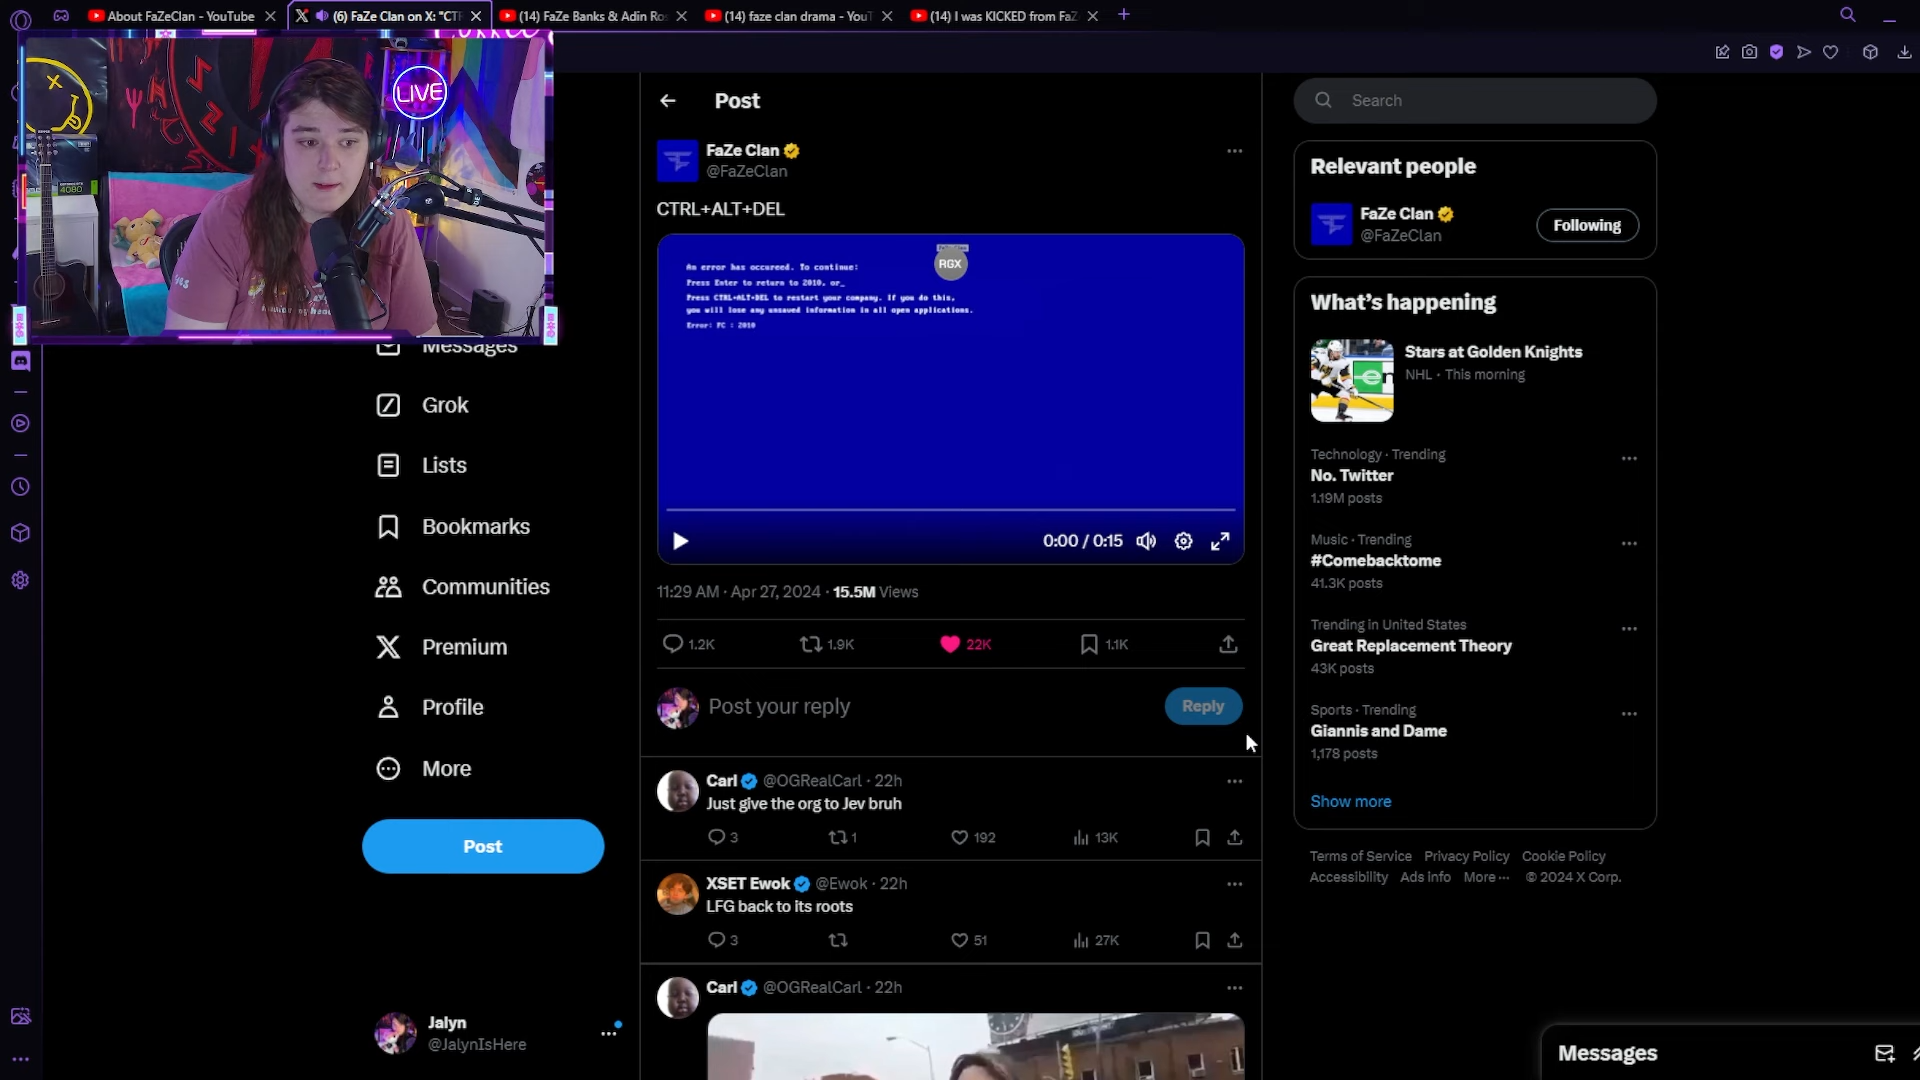 About FaZeClan - YouTube
(6) FaZe Clan on X: "CT
(14) FaZe Banks & Adin Ros
(14) faze clan drama - YouT
(14) I was KICKED from FaZ
LIVE
4080
Post
FaZe Clan
@FaZeClan
CTRL+ALT+DEL
RGX
An error has occureed. To continue:
Press Enter to return to 2010, or_
Press CTRL+ALT+DEL to restart your company. If you do this,
you will lose any unsaved information in all open applications.
Error: FC : 2010
0:00 / 0:15
11:29 AM · Apr 27, 2024 · 15.5M Views
1.2K 1.9K 22K 1.1K
Post your reply
Reply
Carl @OGRealCarl · 22h
Just give the org to Jev bruh
3 1 192 13K
XSET Ewok @Ewok · 22h
LFG back to its roots
3 51 27K
Carl @OGRealCarl · 22h
Messages
Grok
Lists
Bookmarks
Communities
Premium
Profile
More
Post
Jalyn
@JalynIsHere
Search
Relevant people
FaZe Clan
@FaZeClan
Following
What's happening
Stars at Golden Knights
NHL · This morning
Technology · Trending
No. Twitter
1.19M posts
Music · Trending
#Comebacktome
41.3K posts
Trending in United States
Great Replacement Theory
43K posts
Sports · Trending
Giannis and Dame
1,178 posts
Show more
Terms of Service Privacy Policy Cookie Policy
Accessibility Ads info More ··· © 2024 X Corp.
Messages